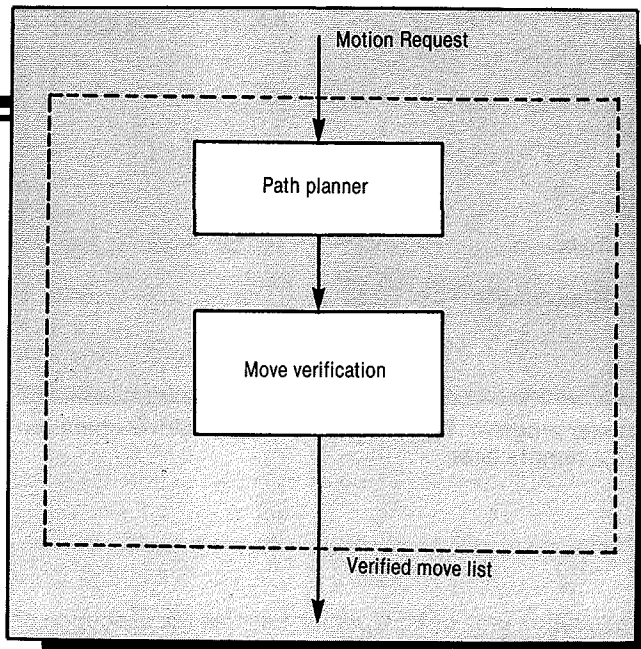 Motion Request
Path planner
Move verification
Verified move list